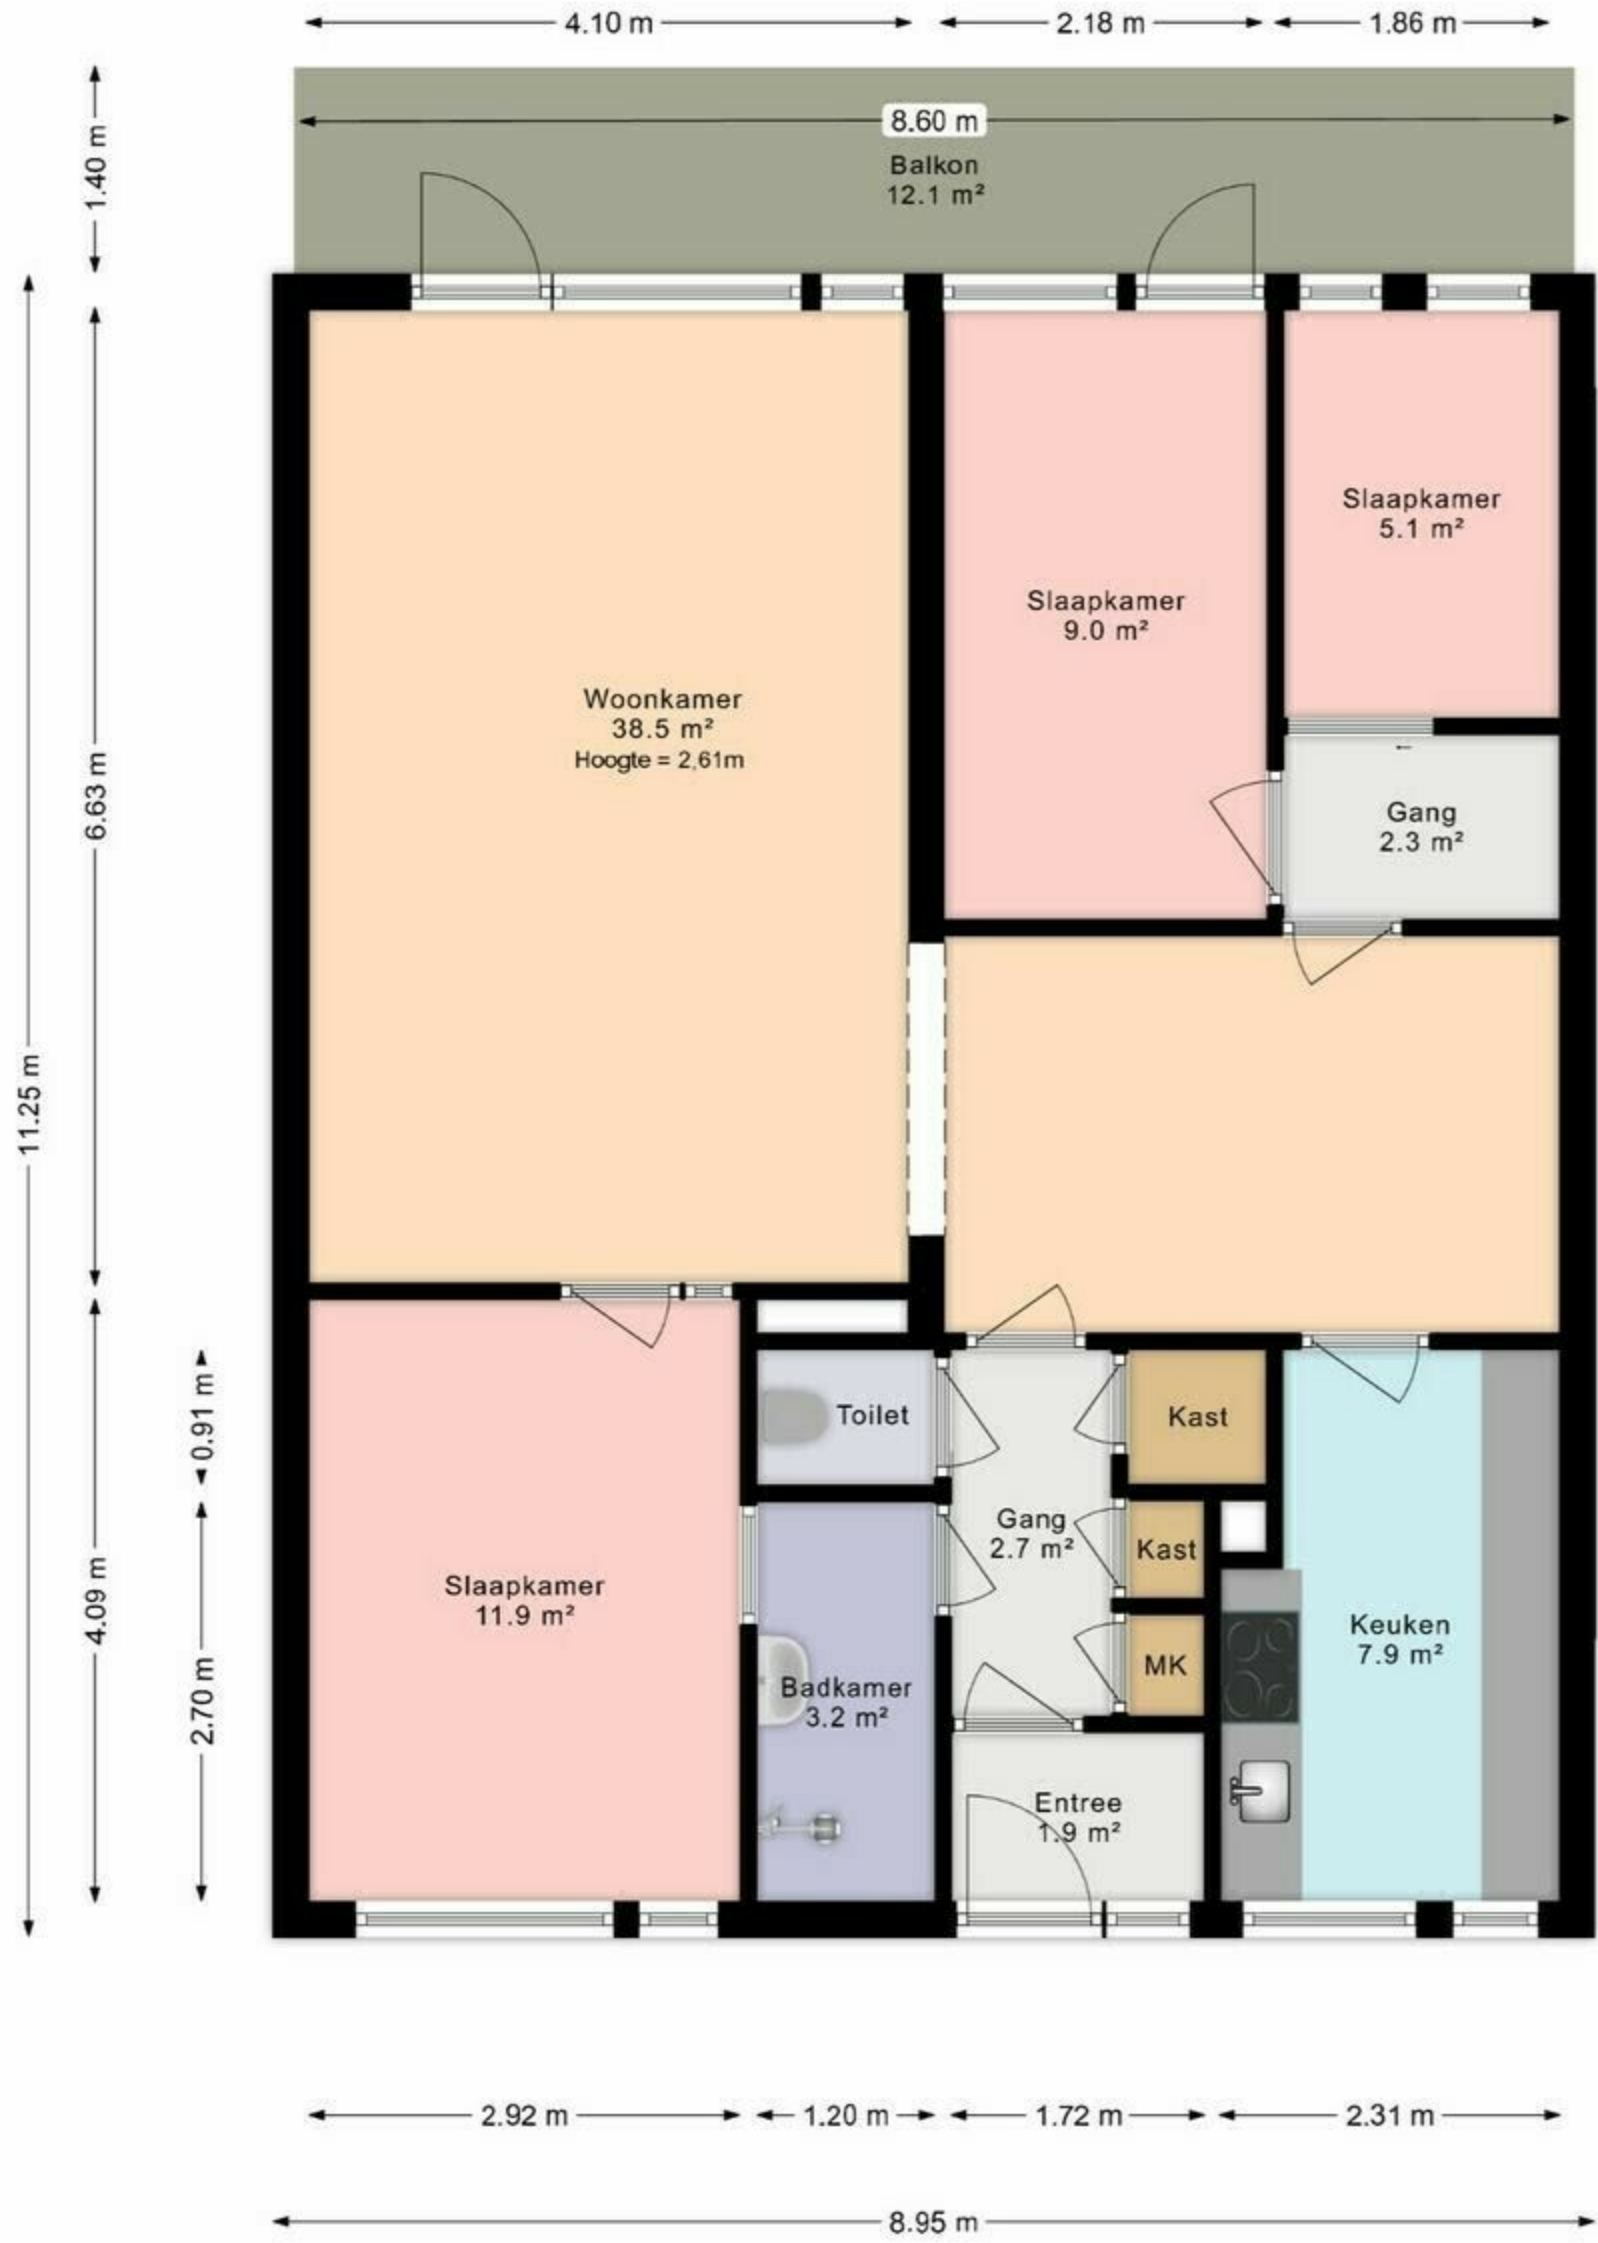 4.10 m
2.18 m
1.86 m
1.40 m
8.60 m
Balkon
12.1 m²
Slaapkamer
5.1 m²
Slaapkamer
9.0 m²
Woonkamer
38.5 m²
Hoogte = 2,61m
6.63 m
Gang
2.3 m²
11.25 m
0.91 m
Toilet
Kast
Gang
2.7 m²
Kast
4.09 m
Slaapkamer
11.9 m²
Keuken
7.9 m²
MK
2.70 m
Badkamer
3.2 m²
Entree
1.9 m²
2.92 m
1.20 m
1.72 m
2.31 m
8.95 m